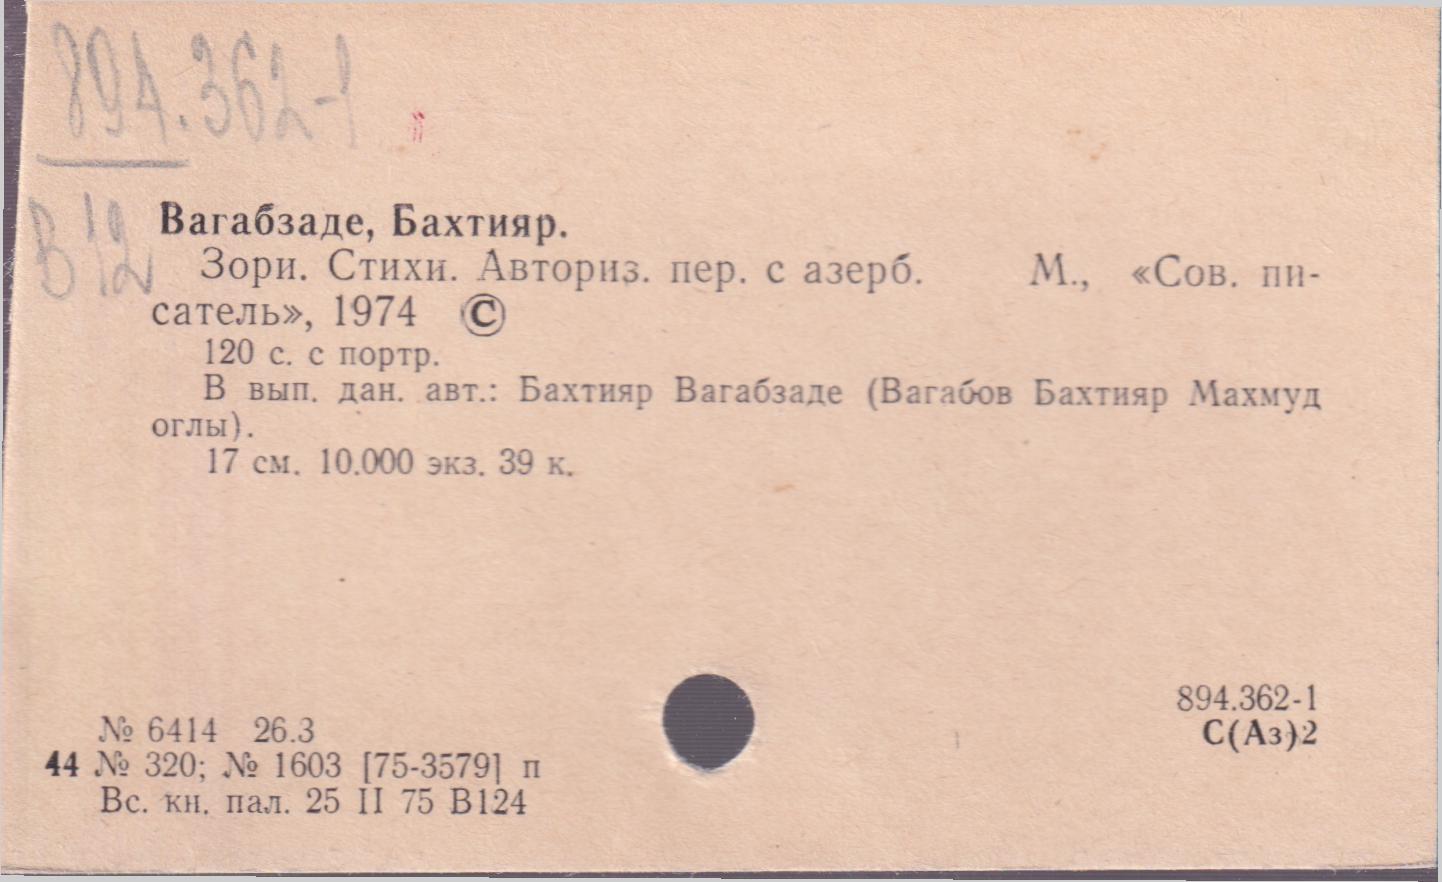 894.362-1
В 12
Вагабзаде, Бахтияр.
Зори. Стихи. Авториз. пер. с азерб. М., «Сов. пи-
сатель», 1974 ©
120 с. с портр.
В вып. дан. авт.: Бахтияр Вагабзаде (Вагабов Бахтияр Махмуд
оглы).
17 см. 10.000 экз. 39 к.
894.362-1
С(Аз)2
№ 6414 26.3
44 № 320; № 1603 [75-3579] п
Вс. кн. пал. 25 II 75 В124